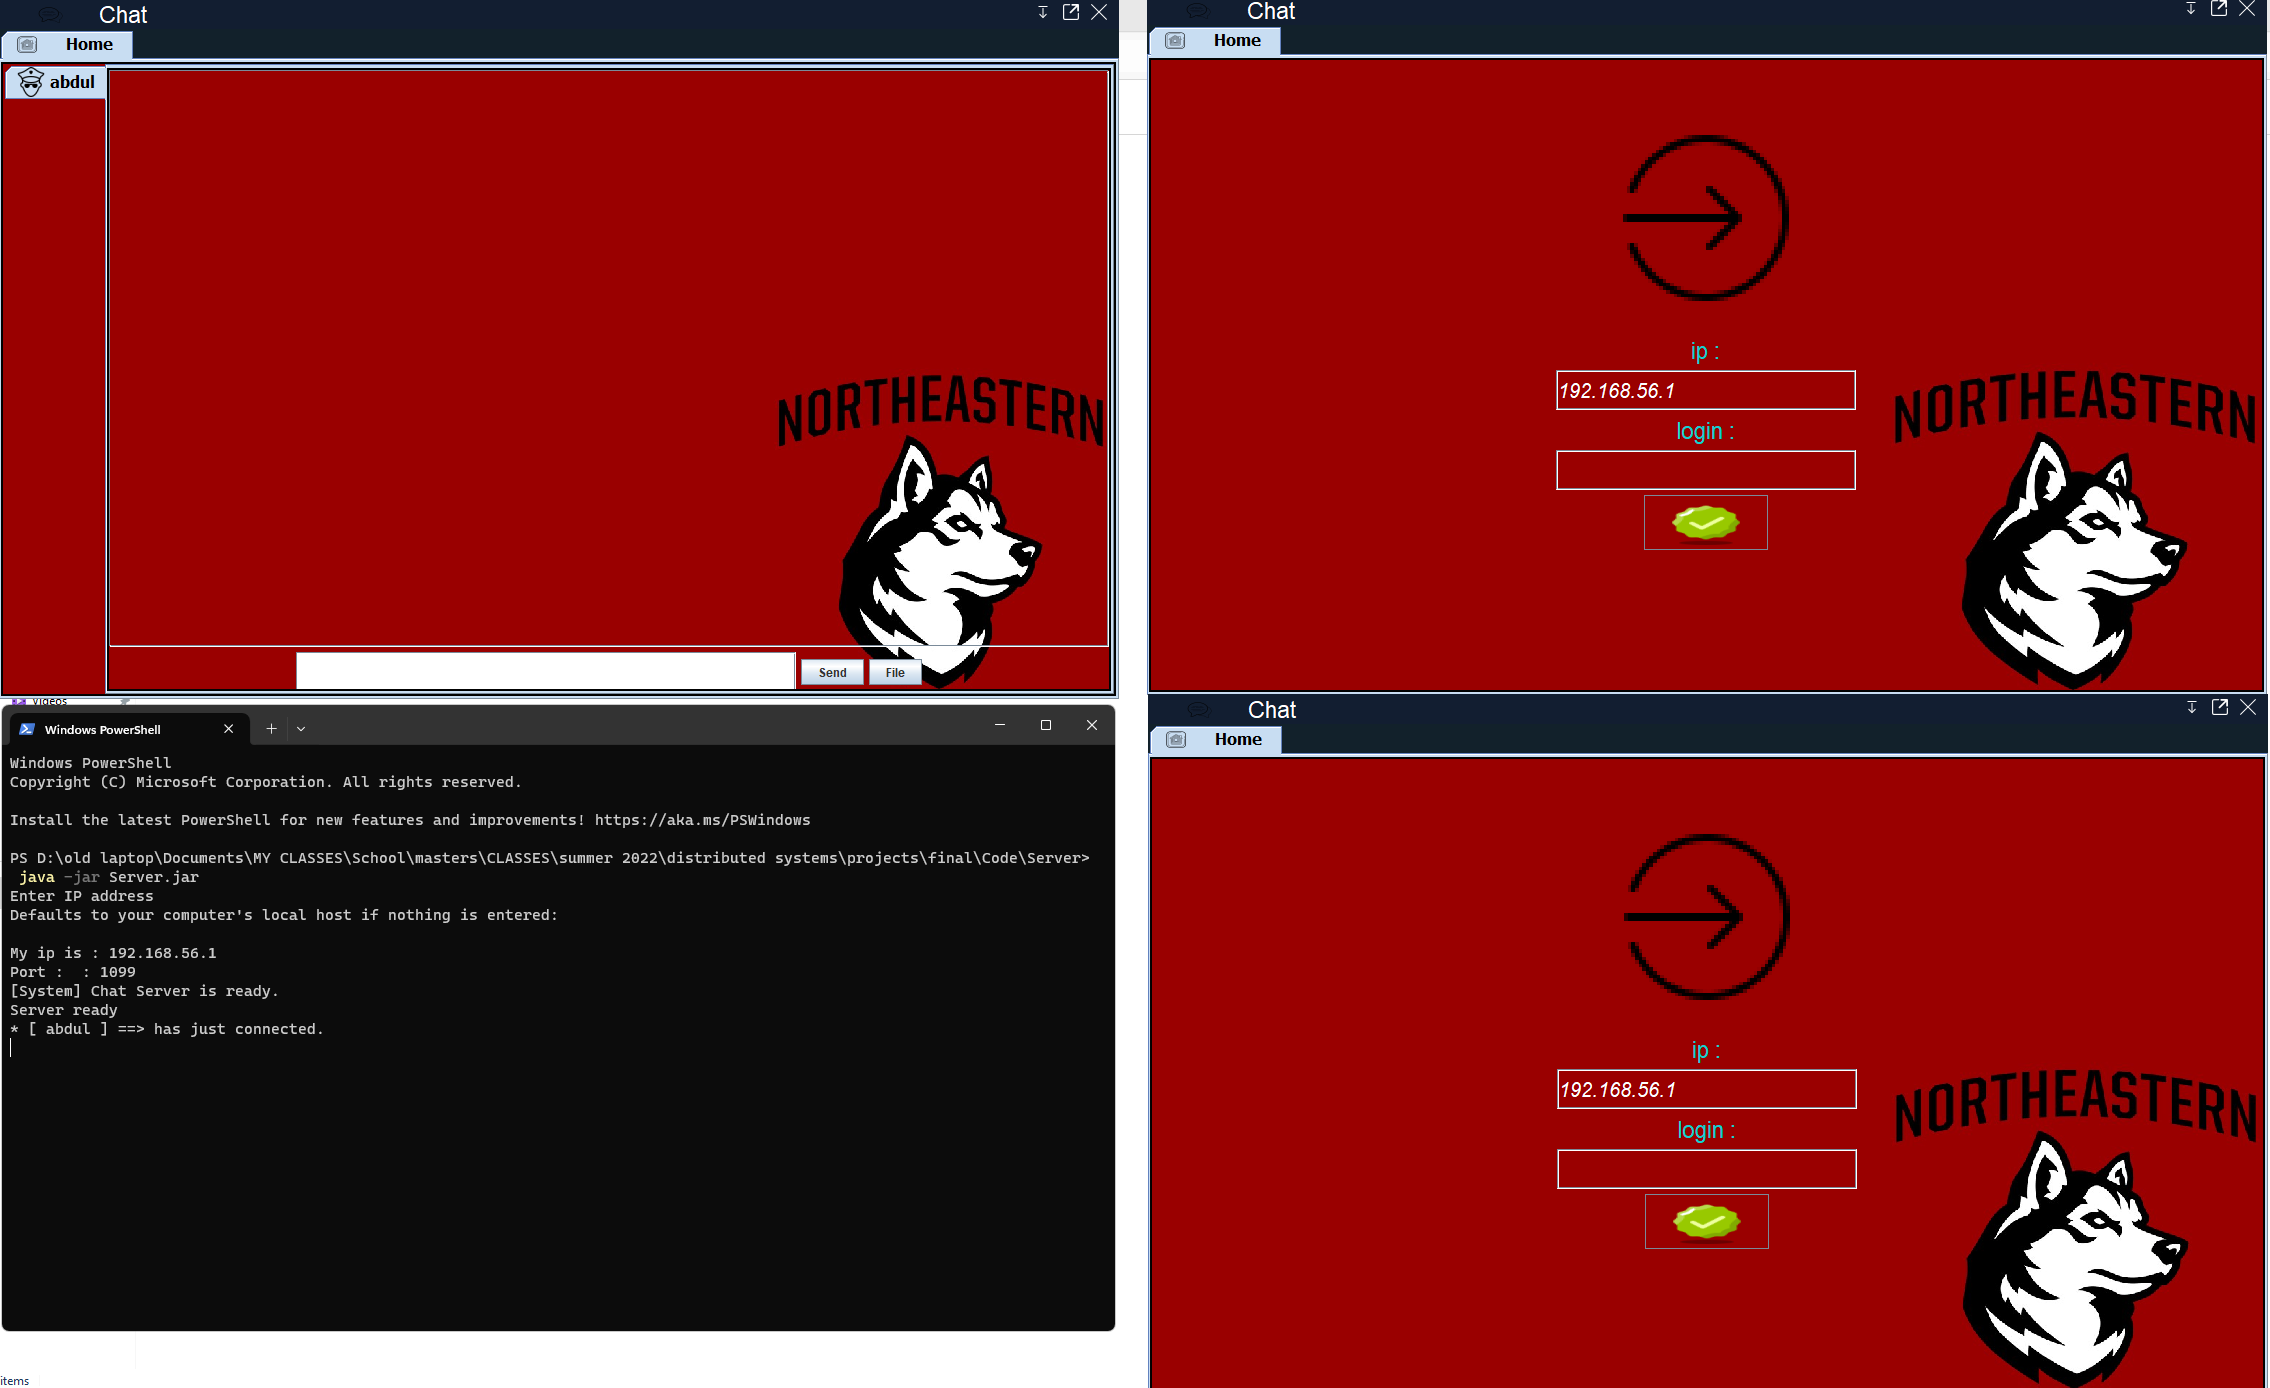 Chat
Home
abdul
NORTHEASTERN
Send
File
Chat
Home
ip :
192.168.56.1
login :
NORTHEASTERN
Videos
Windows PowerShell
Windows PowerShell
Copyright (C) Microsoft Corporation. All rights reserved.
Install the latest PowerShell for new features and improvements! https://aka.ms/PSWindows
PS D:\old laptop\Documents\MY CLASSES\School\masters\CLASSES\summer 2022\distributed systems\projects\final\Code\Server>
java -jar Server.jar
Enter IP address
Defaults to your computer's local host if nothing is entered:
My ip is : 192.168.56.1
Port :  : 1099
[System] Chat Server is ready.
Server ready
* [ abdul ] ==> has just connected.
items
Chat
Home
ip :
192.168.56.1
login :
NORTHEASTERN